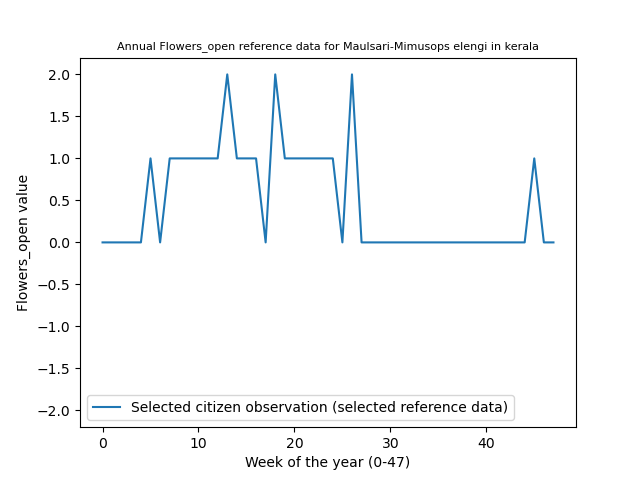 Annual Flowers_open reference data for Maulsari-Mimusops elengi in kerala
2.0
1.5
1.0
0.5
0.0
−0.5
−1.0
−1.5
−2.0
Flowers_open value
Selected citizen observation (selected reference data)
0 10 20 30 40
Week of the year (0-47)